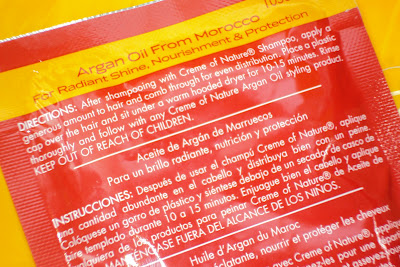 Argan Oil From Morocco
For Radiant Shine, Nourishment & Protection
DIRECTIONS: After shampooing with Creme of Nature® Shampoo, apply a
generous amount to hair and comb through for even distribution. Place a plastic
cap over the hair and sit under a warm hooded dryer for 10-15 minutes. Rinse
thoroughly and follow with any Creme of Nature Argan Oil styling product.
KEEP OUT OF REACH OF CHILDREN.
Aceite de Argán de Marruecos
Para un brillo radiante, nutrición y protección
INSTRUCCIONES: Después de usar el champú Creme of Nature®, aplique
una cantidad abundante en el cabello y distribuya bien con un peine.
Colóquese un gorro de plástico y siéntese debajo de un secador de casco de
aire templado durante 10 a 15 minutos. Enjuague bien el cabello y aplique
cualquiera de los productos para peinar Creme of Nature® de Aceite de
MANTÉNGASE FUERA DEL ALCANCE DE LOS NIÑOS.
Huile d'Argan du Maroc
éclatante, nourrir et protéger les cheveux
avec Creme of Nature®, Appliquez
pour une